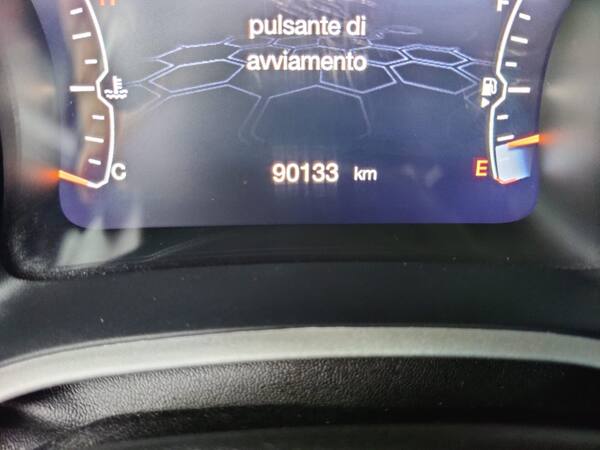 H
F
pulsante di
avviamento
C
90133 km
E